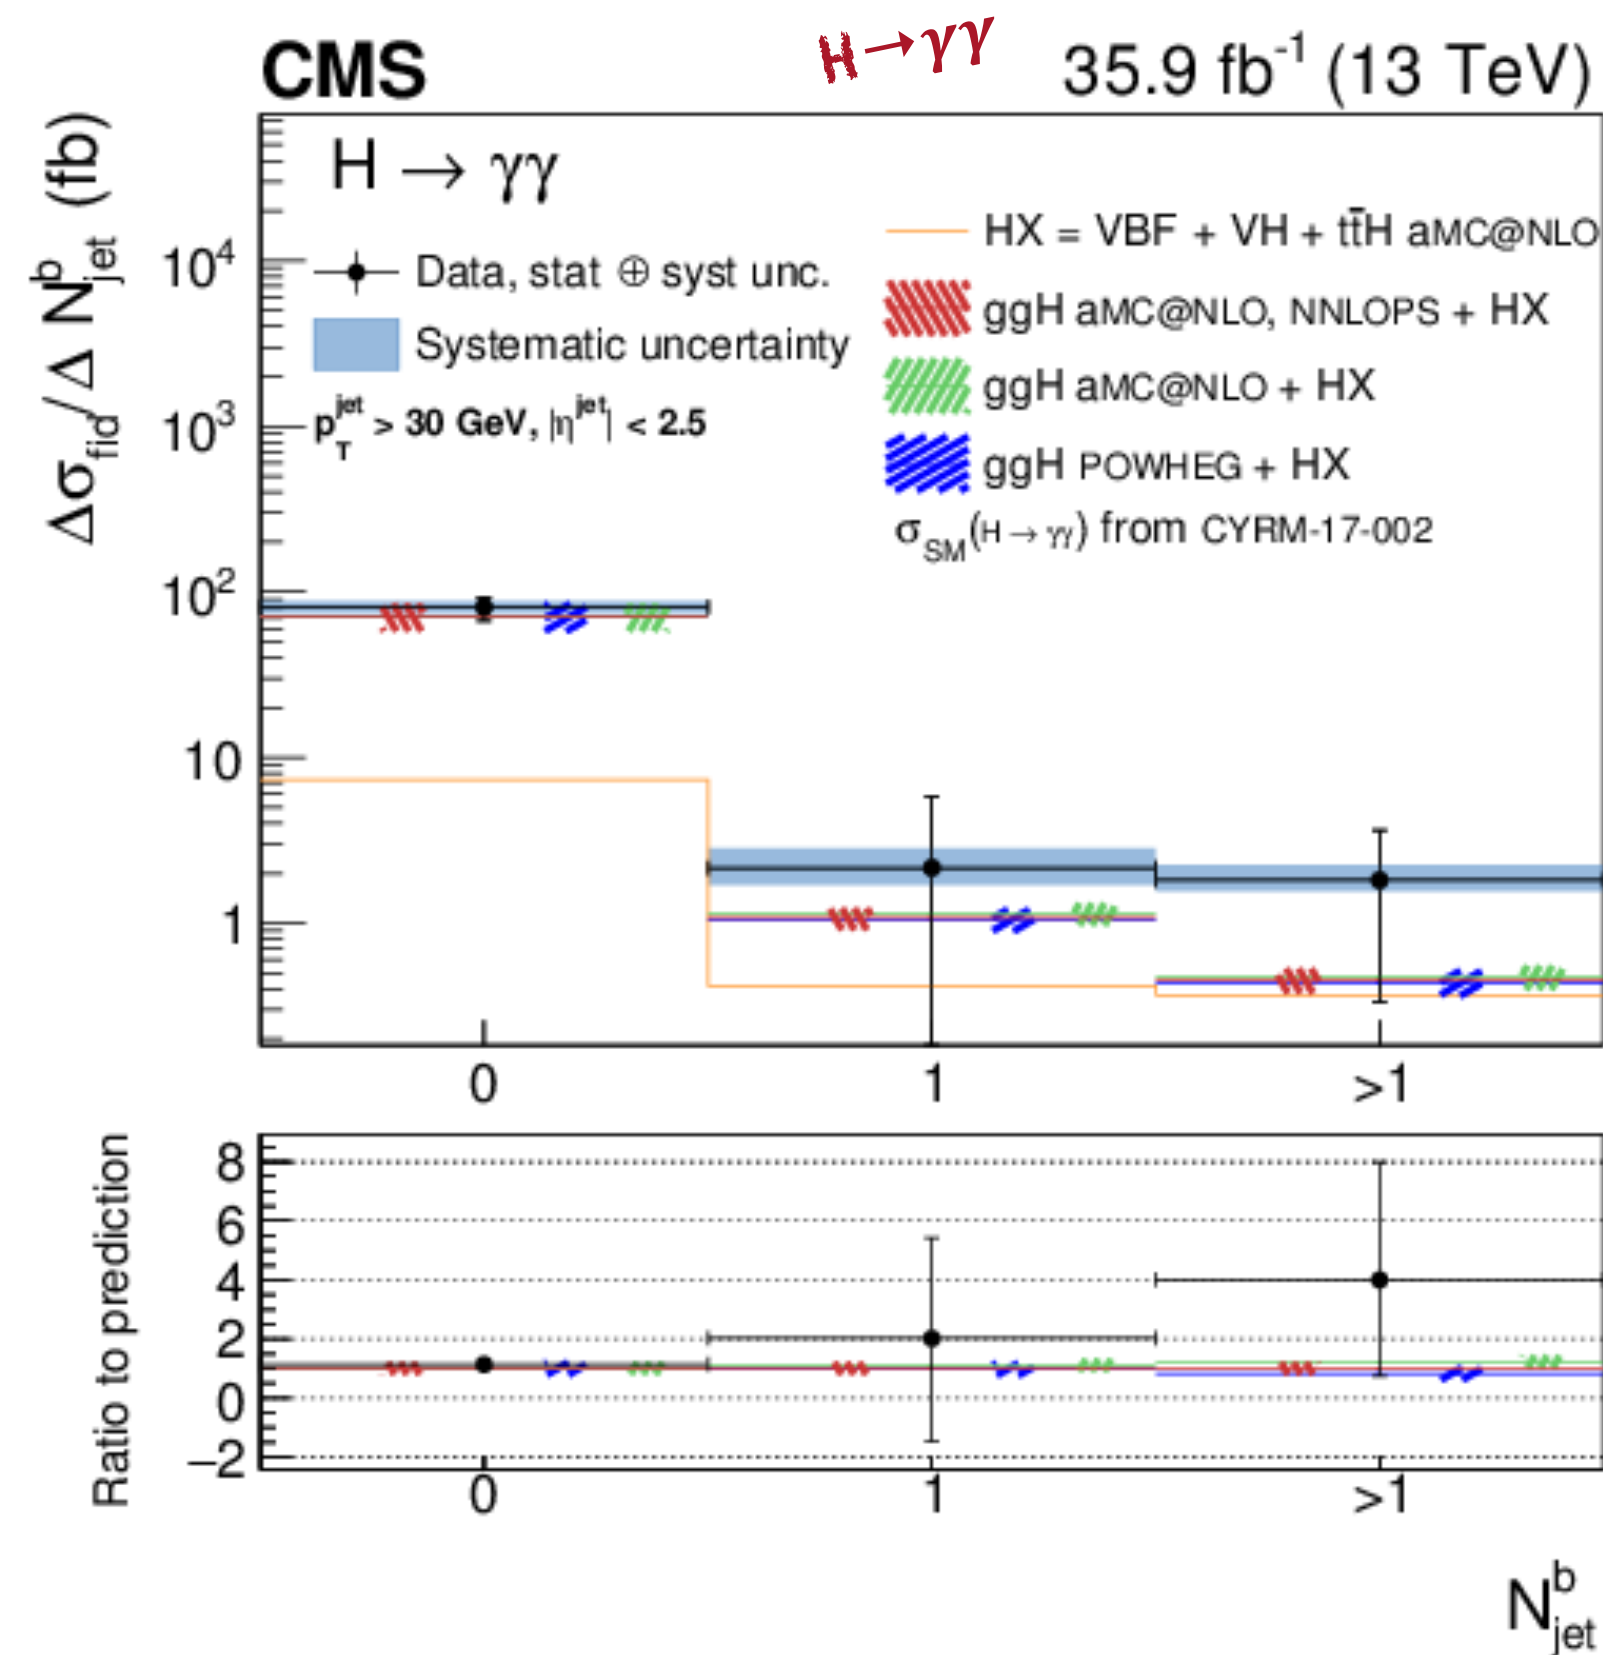 CMS H → γγ 35.9 fb⁻¹ (13 TeV)
Δσ_fid/Δ N^b_jet (fb)
H → γγ
Data, stat ⊕ syst unc.
Systematic uncertainty
p_T^jet > 30 GeV, |η^jet| < 2.5
HX = VBF + VH + tt̄H aMC@NLO
ggH aMC@NLO, NNLOPS + HX
ggH aMC@NLO + HX
ggH POWHEG + HX
σ_SM(H → γγ) from CYRM-17-002
10⁴
10³
10²
10
1
0 1 >1
Ratio to prediction
8
6
4
2
0
−2
0 1 >1
N^b_jet